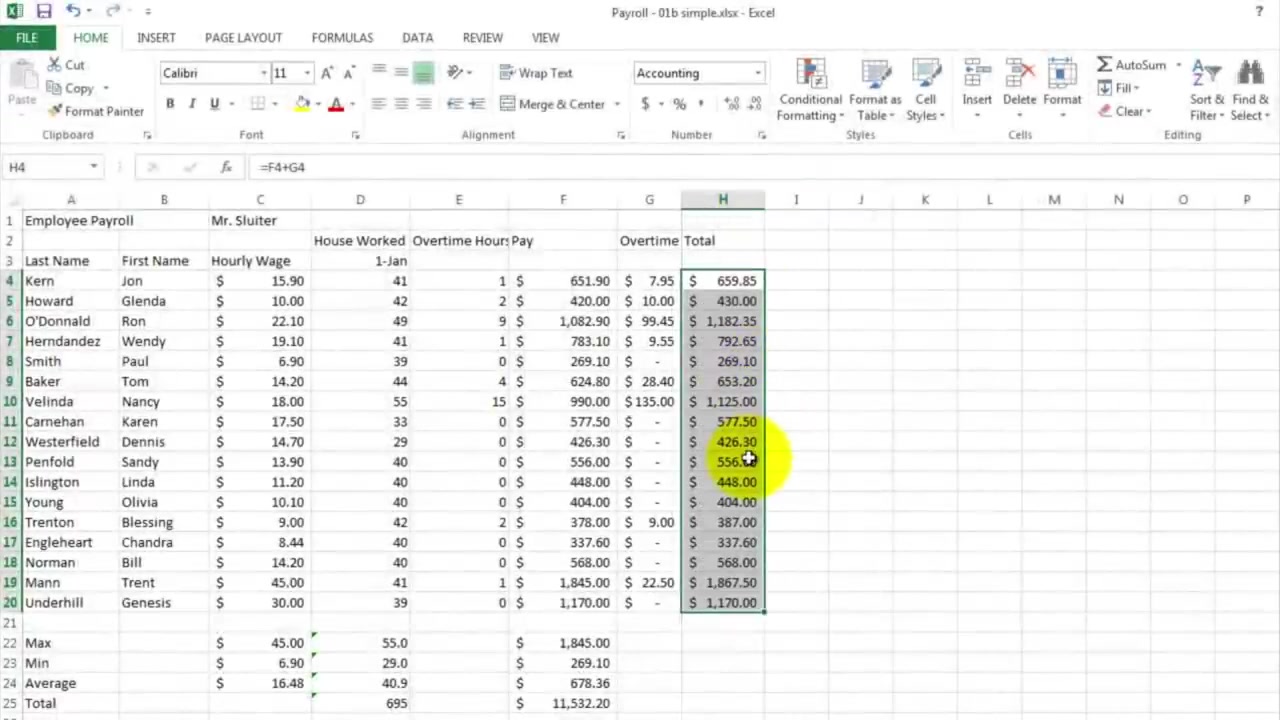 Payroll - 01b simple.xlsx - Excel ?
FILE HOME INSERT PAGE LAYOUT FORMULAS DATA REVIEW VIEW
Cut
Copy
Format Painter
Paste
Clipboard
Calibri 11
B I U A
Font
Wrap Text
Merge & Center
Alignment
Accounting
$ % ,
Number
Conditional Formatting
Format as Table
Cell Styles
Styles
Insert Delete Format
Cells
AutoSum
Fill
Clear
Sort & Filter
Find & Select
Editing
H4 fx =F4+G4
A B C D E F G H I J K L M N O P
1 Employee Payroll Mr. Sluiter
2 House Worked Overtime Hours Pay Overtime Total
3 Last Name First Name Hourly Wage 1-Jan
4 Kern Jon $ 15.90 41 1 $ 651.90 $ 7.95 $ 659.85
5 Howard Glenda $ 10.00 42 2 $ 420.00 $ 10.00 $ 430.00
6 O'Donnald Ron $ 22.10 49 9 $ 1,082.90 $ 99.45 $ 1,182.35
7 Herndandez Wendy $ 19.10 41 1 $ 783.10 $ 9.55 $ 792.65
8 Smith Paul $ 6.90 39 0 $ 269.10 $ - $ 269.10
9 Baker Tom $ 14.20 44 4 $ 624.80 $ 28.40 $ 653.20
10 Velinda Nancy $ 18.00 55 15 $ 990.00 $ 135.00 $ 1,125.00
11 Carnehan Karen $ 17.50 33 0 $ 577.50 $ - $ 577.50
12 Westerfield Dennis $ 14.70 29 0 $ 426.30 $ - $ 426.30
13 Penfold Sandy $ 13.90 40 0 $ 556.00 $ - $
14 Islington Linda $ 11.20 40 0 $ 448.00 $ - $ 448.00
15 Young Olivia $ 10.10 40 0 $ 404.00 $ - $ 404.00
16 Trenton Blessing $ 9.00 42 2 $ 378.00 $ 9.00 $ 387.00
17 Engleheart Chandra $ 8.44 40 0 $ 337.60 $ - $ 337.60
18 Norman Bill $ 14.20 40 0 $ 568.00 $ - $ 568.00
19 Mann Trent $ 45.00 41 1 $ 1,845.00 $ 22.50 $ 1,867.50
20 Underhill Genesis $ 30.00 39 0 $ 1,170.00 $ - $ 1,170.00
21
22 Max $ 45.00 55.0 $ 1,845.00
23 Min $ 6.90 29.0 $ 269.10
24 Average $ 16.48 40.9 $ 678.36
25 Total 695 $ 11,532.20